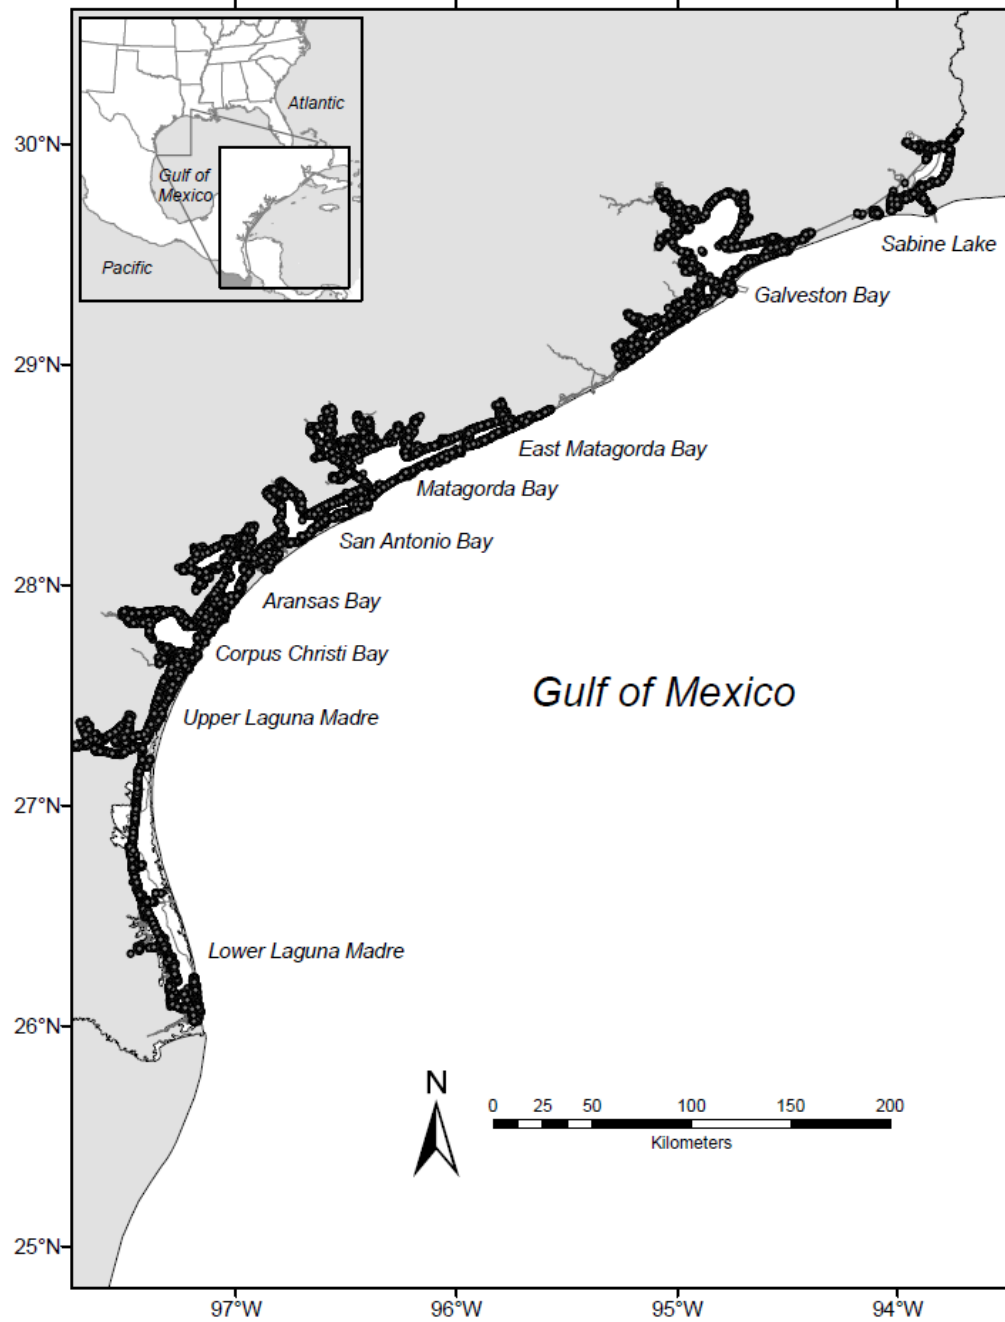 Atlantic
Gulf of
Mexico
Pacific
30°N
29°N
28°N
27°N
26°N
25°N
Sabine Lake
Galveston Bay
East Matagorda Bay
Matagorda Bay
San Antonio Bay
Aransas Bay
Corpus Christi Bay
Upper Laguna Madre
Lower Laguna Madre
Gulf of Mexico
N
0 25 50 100 150 200
Kilometers
97°W 96°W 95°W 94°W